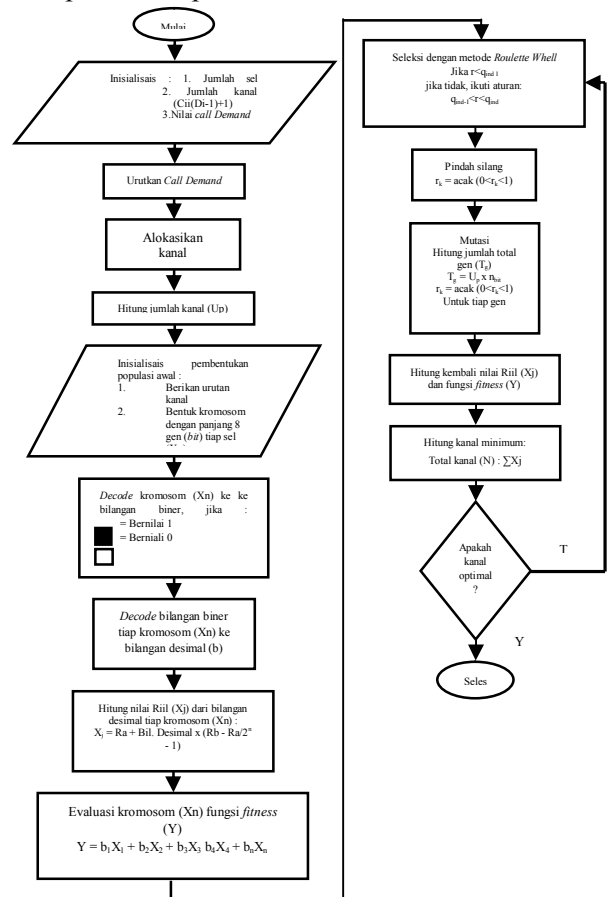 Mulai
Inisialisais : 1. Jumlah sel
2. Jumlah kanal
(Cii(Di-1)+1)
3.Nilai call Demand
Urutkan Call Demand
Alokasikan
kanal
Hitung jumlah kanal (Up)
Inisialisais pembentukan
populasi awal :
1. Berikan urutan
kanal
2. Bentuk kromosom
dengan panjang 8
gen (bit) tiap sel
Decode kromosom (Xn) ke ke
bilangan biner, jika :
= Bernilai 1
= Berniali 0
Decode bilangan biner
tiap kromosom (Xn) ke
bilangan desimal (b)
Hitung nilai Riil (Xj) dari bilangan
desimal tiap kromosom (Xn) :
Xj = Ra + Bil. Desimal x (Rb - Ra/2ⁿ
- 1)
Evaluasi kromosom (Xn) fungsi fitness
(Y)
Y = b₁X₁ + b₂X₂ + b₃X₃ b₄X₄ + bₙXₙ
Seleksi dengan metode Roulette Whell
Jika r<qind 1
jika tidak, ikuti aturan:
qind-1<r<qind
Pindah silang
rk = acak (0<rk<1)
Mutasi
Hitung jumlah total
gen (Tg)
Tg = Up x nbit
rk = acak (0<rk<1)
Untuk tiap gen
Hitung kembali nilai Riil (Xj)
dan fungsi fitness (Y)
Hitung kanal minimum:
Total kanal (N) : ∑Xj
Apakah
kanal
optimal
?
T
Y
Seles